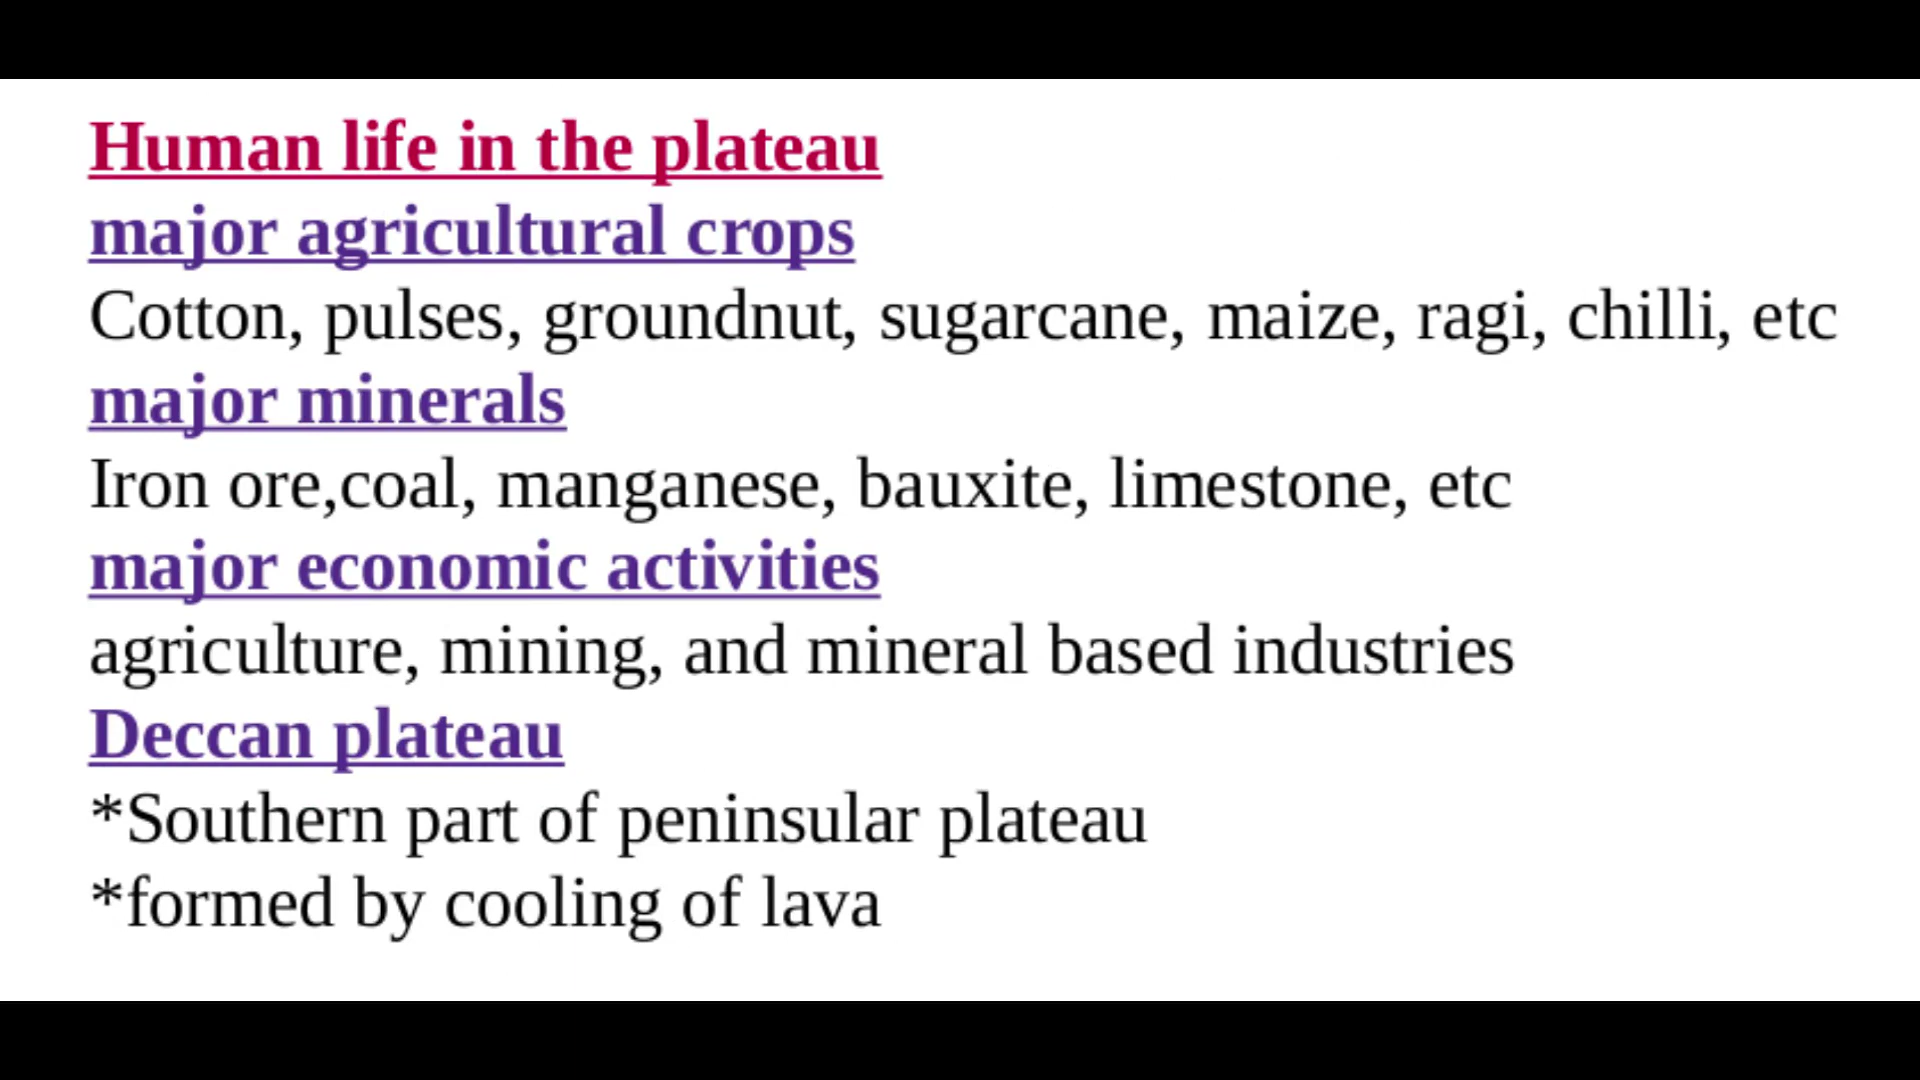 Human life in the plateau
major agricultural crops
Cotton, pulses, groundnut, sugarcane, maize, ragi, chilli, etc
major minerals
Iron ore,coal, manganese, bauxite, limestone, etc
major economic activities
agriculture, mining, and mineral based industries
Deccan plateau
*Southern part of peninsular plateau
*formed by cooling of lava